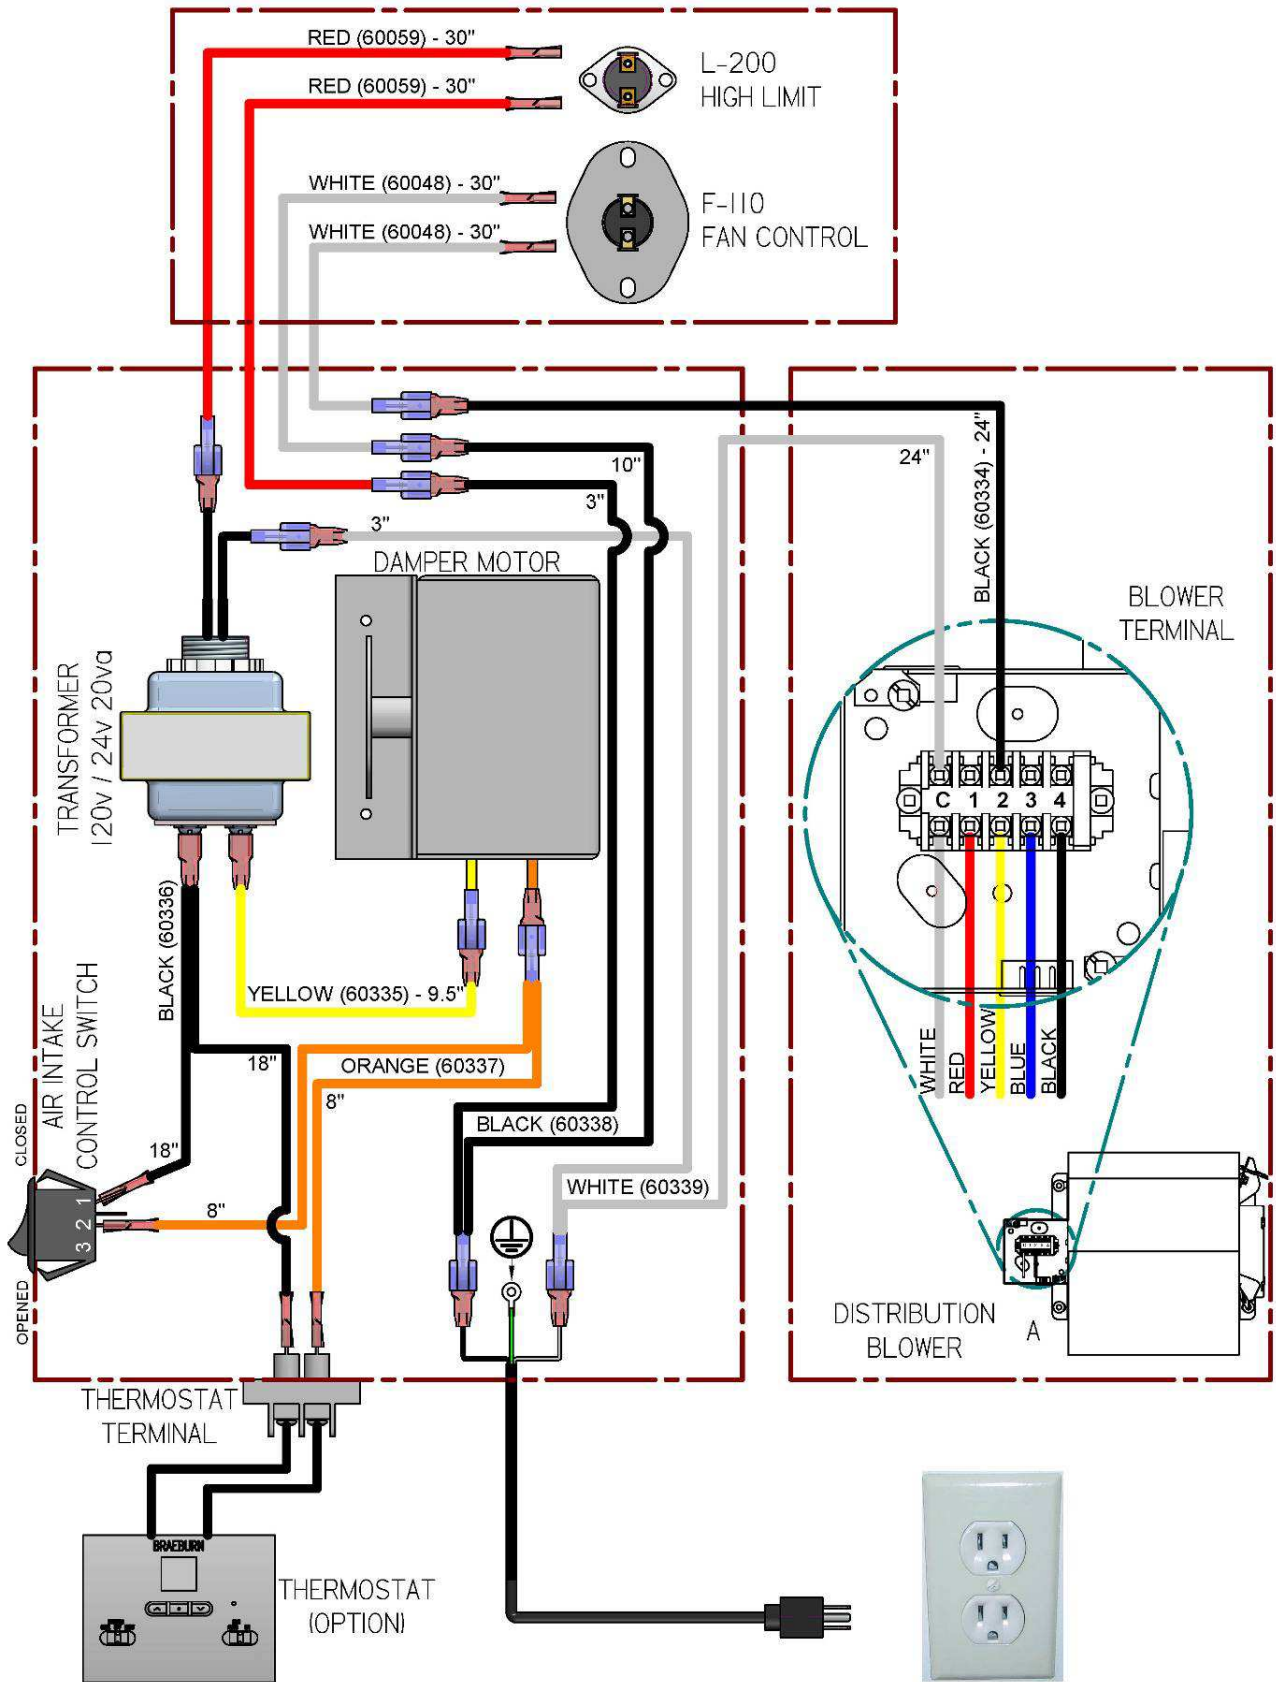 RED (60059) - 30"
L-200
HIGH LIMIT
RED (60059) - 30"
WHITE (60048) - 30"
F-110
FAN CONTROL
WHITE (60048) - 30"
10"
3"
3"
24"
BLACK (60334) - 24"
DAMPER MOTOR
BLOWER
TERMINAL
TRANSFORMER
120v / 24v 20va
C 1 2 3 4
BLACK (60336)
YELLOW (60335) - 9.5"
ORANGE (60337)
18"
8"
AIR INTAKE
CONTROL SWITCH
CLOSED
OPENED
18"
8"
1
2
3
BLACK (60338)
WHITE (60339)
WHITE
RED
YELLOW
BLUE
BLACK
DISTRIBUTION
BLOWER
A
THERMOSTAT
TERMINAL
BRAEBURN
THERMOSTAT
(OPTION)